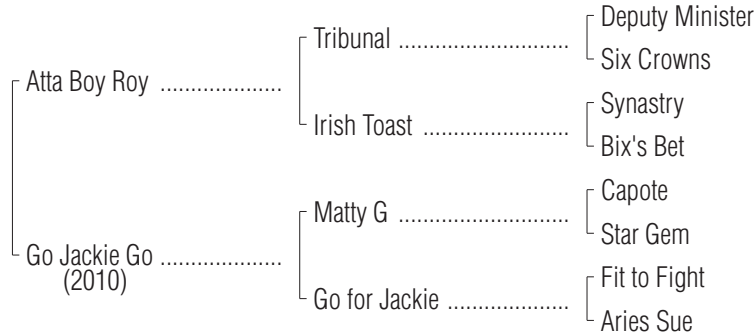 Deputy Minister
Tribunal ..............................
Six Crowns
Atta Boy Roy .....................
Synastry
Irish Toast ..........................
Bix's Bet
Capote
Matty G ..............................
Star Gem
Go Jackie Go .....................
(2010)
Fit to Fight
Go for Jackie ......................
Aries Sue